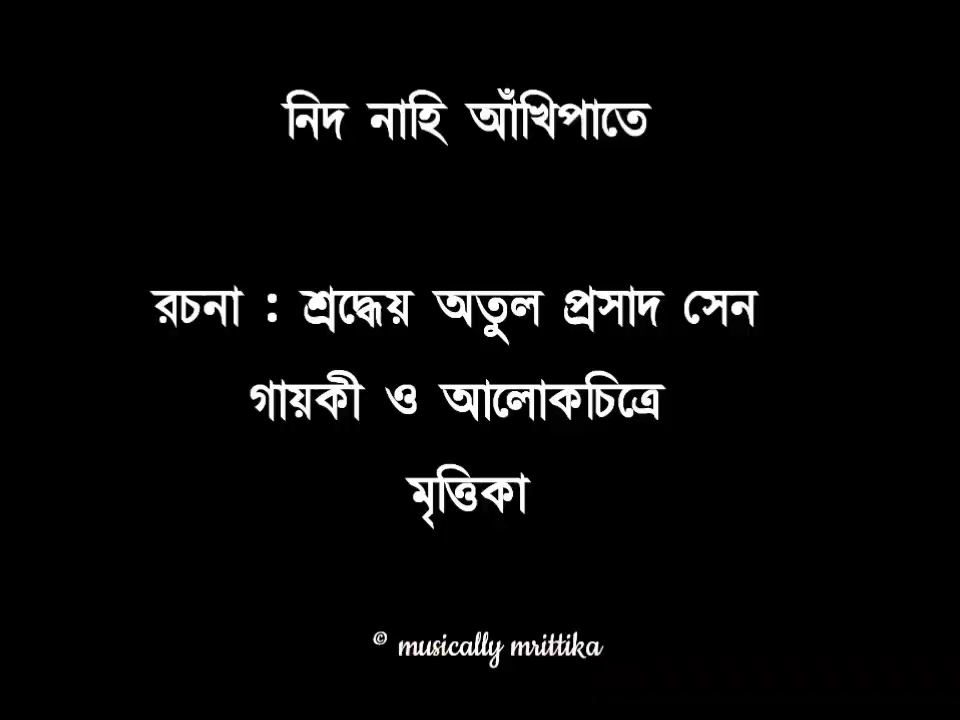 নিদ নাহি আঁখিপাতে
রচনা : শ্রদ্ধেয় অতুল প্রসাদ সেন
গায়কী ও আলোকচিত্রে
মৃত্তিকা
© musically mrittika